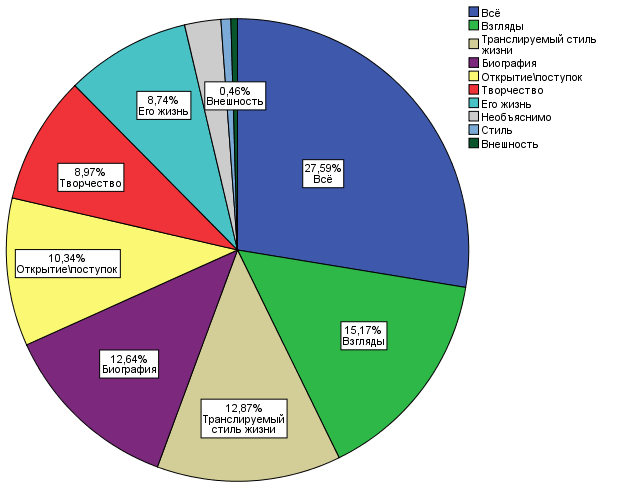 Всё
Взгляды
Транслируемый стиль
жизни
Биография
Открытие\поступок
Творчество
Его жизнь
Необъяснимо
Стиль
Внешность
0,46%
Внешность
8,74%
Его жизнь
27,59%
Всё
8,97%
Творчество
10,34%
Открытие\поступок
15,17%
Взгляды
12,64%
Биография
12,87%
Транслируемый
стиль жизни